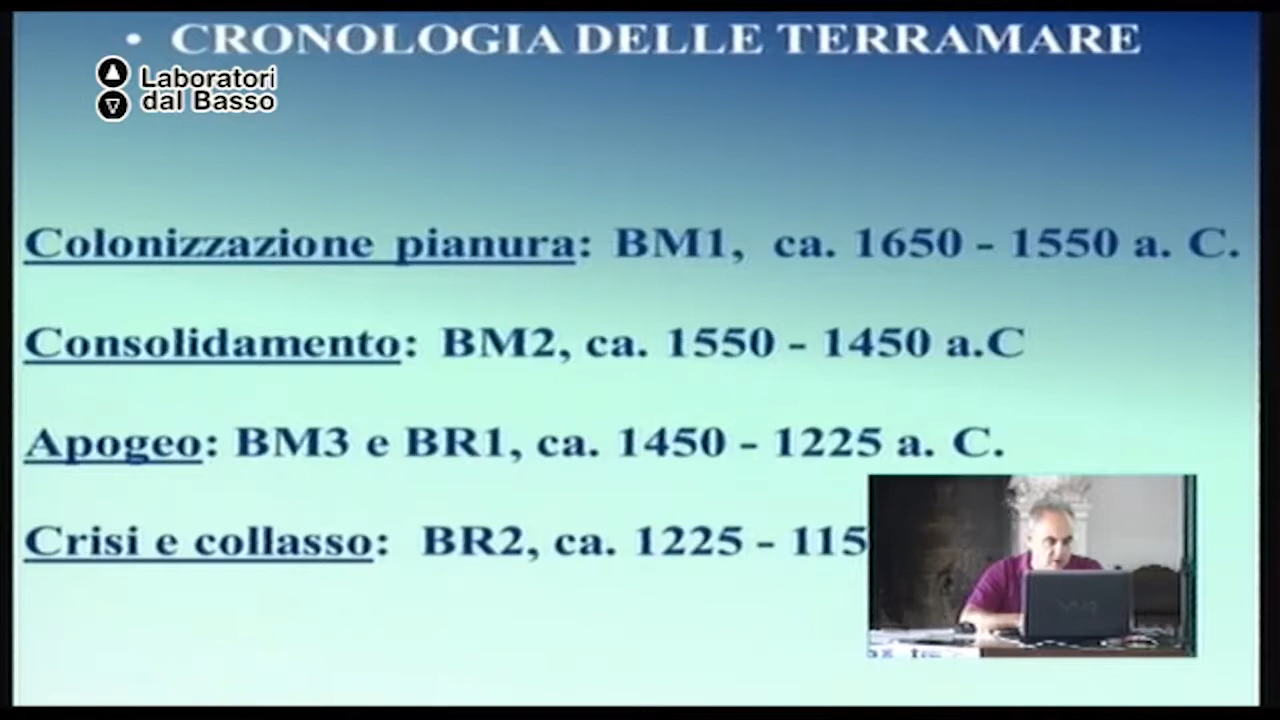 • CRONOLOGIA DELLE TERRAMARE
Laboratori
dal Basso
Colonizzazione pianura: BM1, ca. 1650 - 1550 a. C.
Consolidamento: BM2, ca. 1550 - 1450 a.C
Apogeo: BM3 e BR1, ca. 1450 - 1225 a. C.
Crisi e collasso: BR2, ca. 1225 - 115
VAIO